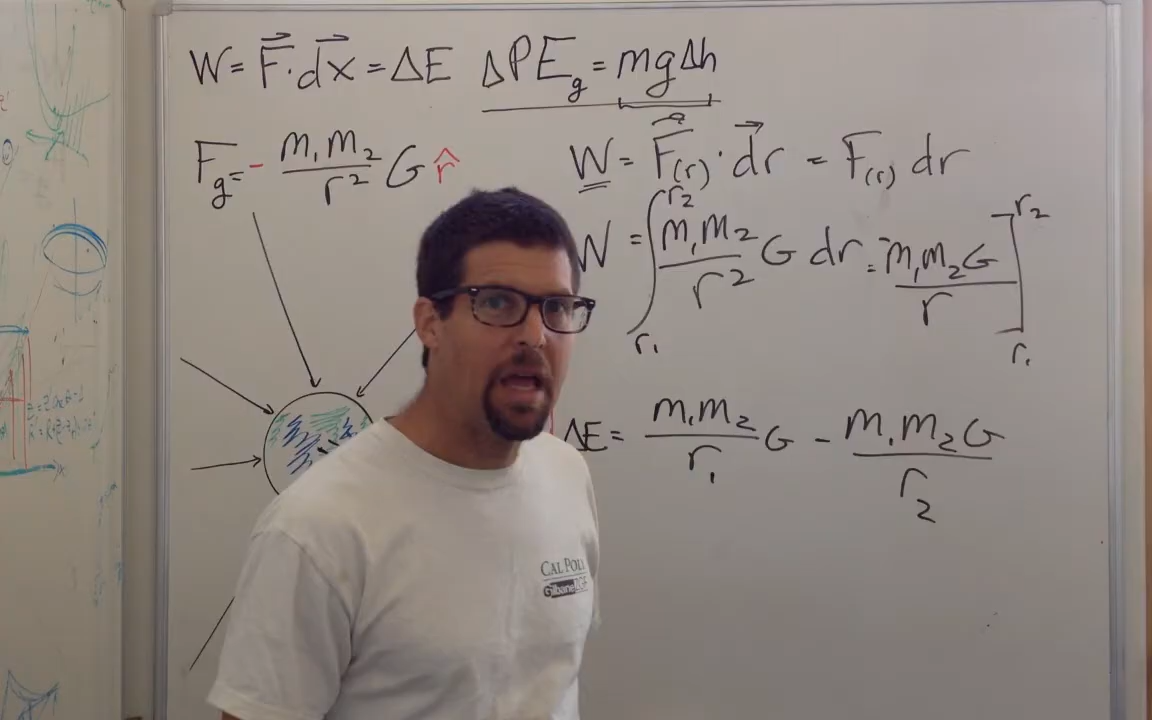 W = F⃗ · dx⃗ = ΔE   ΔPE_g = mgΔh
F_g = - m₁m₂/r² G r̂
W = F⃗(r) · dr⃗ = F(r) dr
W = ∫_{r₁}^{r₂} m₁m₂/r² G dr = -m₁m₂G/r ]_{r₁}^{r₂}
ΔE = m₁m₂/r₁ G - m₁m₂G/r₂
CAL POLY
Gilbane